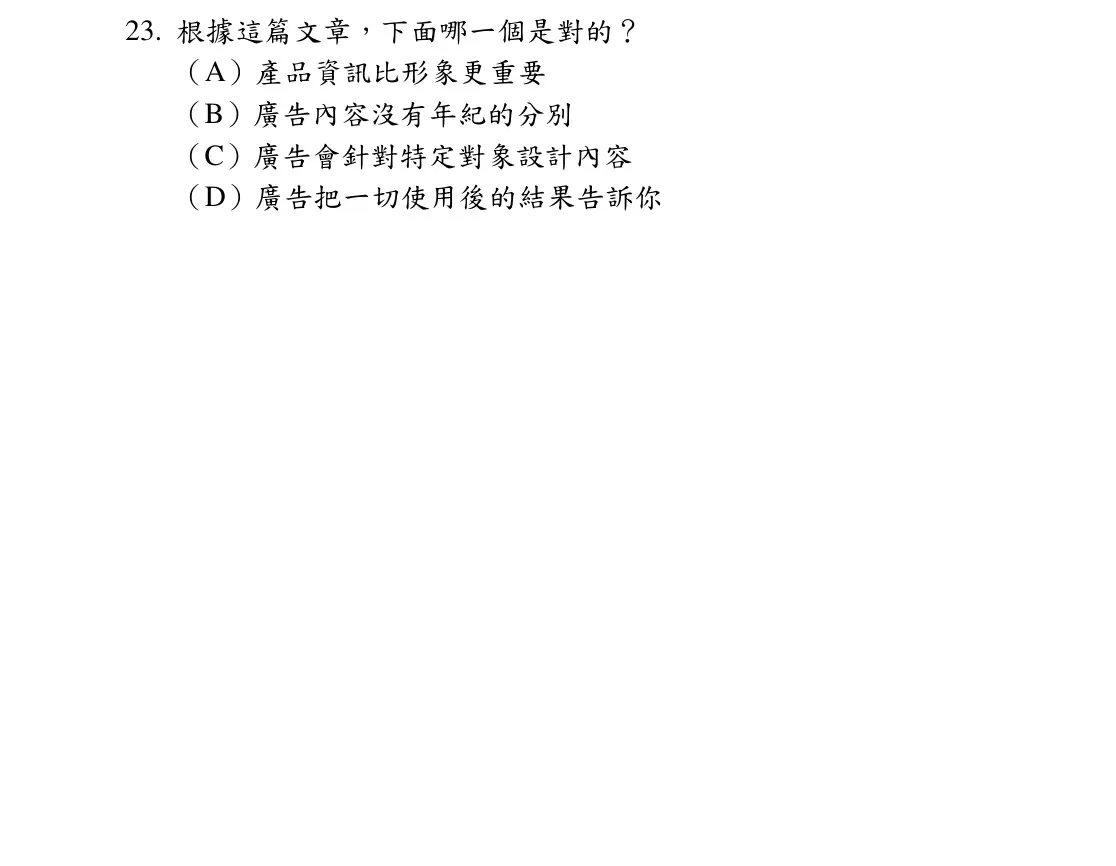 23. 根據這篇文章，下面哪一個是對的？
（A）產品資訊比形象更重要
（B）廣告內容沒有年紀的分別
（C）廣告會針對特定對象設計內容
（D）廣告把一切使用後的結果告訴你